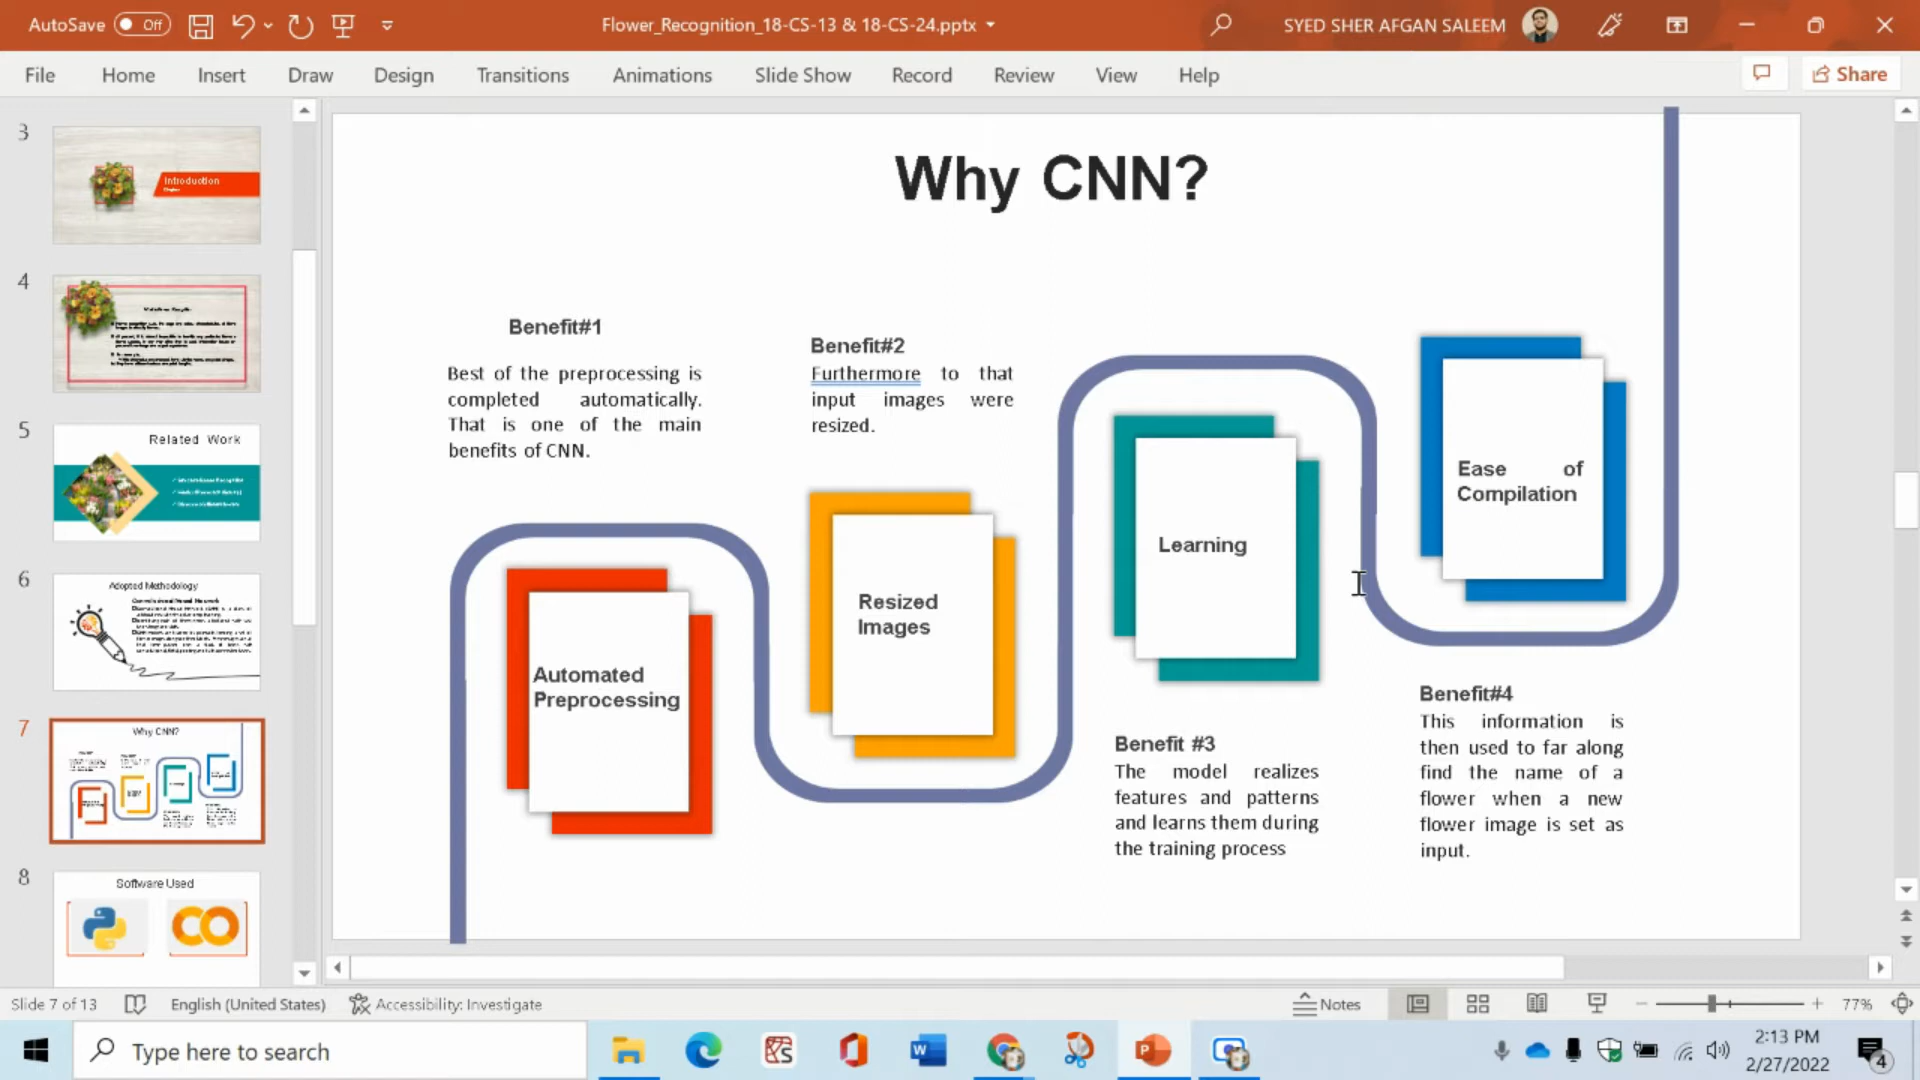 AutoSave Off
Flower_Recognition_18-CS-13 & 18-CS-24.pptx
SYED SHER AFGAN SALEEM
File Home Insert Draw Design Transitions Animations Slide Show Record Review View Help
Share
3
Introduction
4
5
Related Work
6
Adopted Methodology
7
Why CNN?
8
Software Used
Why CNN?
Benefit#1
Best of the preprocessing is
completed automatically.
That is one of the main
benefits of CNN.
Benefit#2
Furthermore to that
input images were
resized.
Automated
Preprocessing
Resized
Images
Learning
Ease of
Compilation
Benefit #3
The model realizes
features and patterns
and learns them during
the training process
Benefit#4
This information is
then used to far along
find the name of a
flower when a new
flower image is set as
input.
Slide 7 of 13
English (United States)
Accessibility: Investigate
Notes
77%
Type here to search
2:13 PM
2/27/2022
4